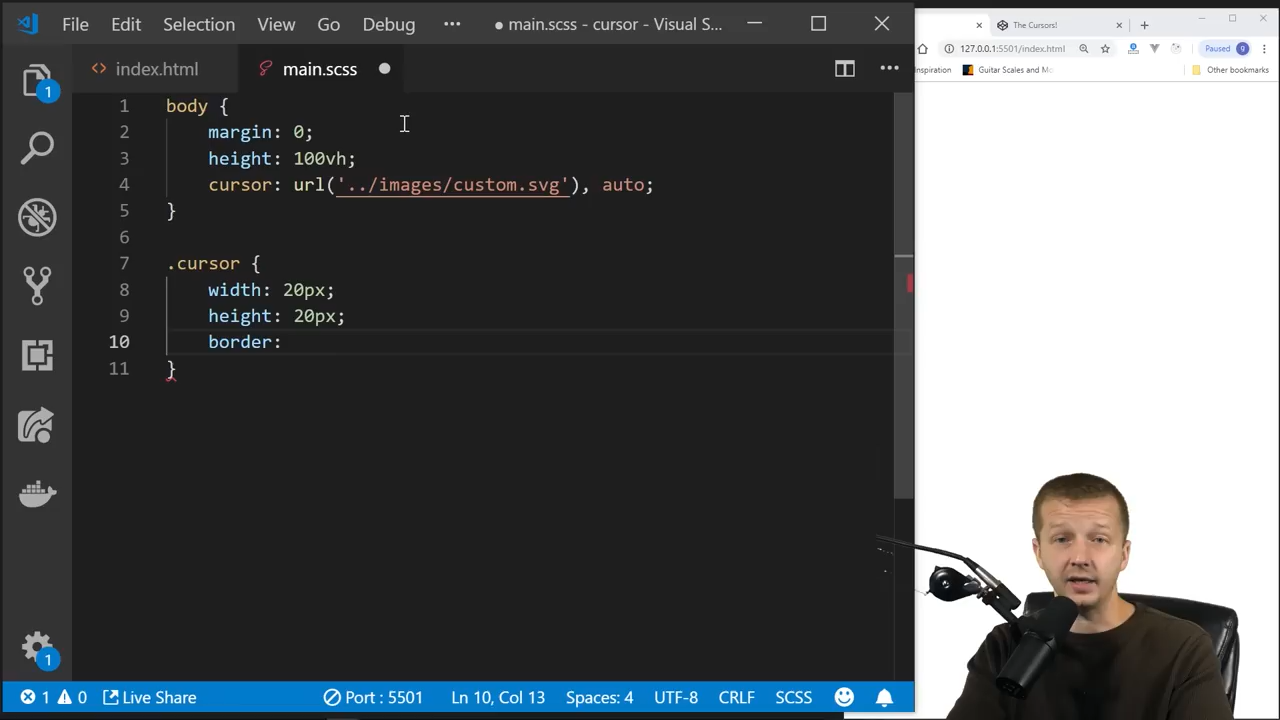 File Edit Selection View Go Debug ••• ● main.scss - cursor - Visual S...
<> index.html main.scss ●
1 body {
2 margin: 0;
3 height: 100vh;
4 cursor: url('../images/custom.svg'), auto;
5 }
6
7 .cursor {
8 width: 20px;
9 height: 20px;
10 border:
11 }
1
1
1 0 Live Share Port : 5501 Ln 10, Col 13 Spaces: 4 UTF-8 CRLF SCSS
The Cursors!
127.0.0.1:5501/index.html Paused g
Inspiration Guitar Scales and Mo Other bookmarks